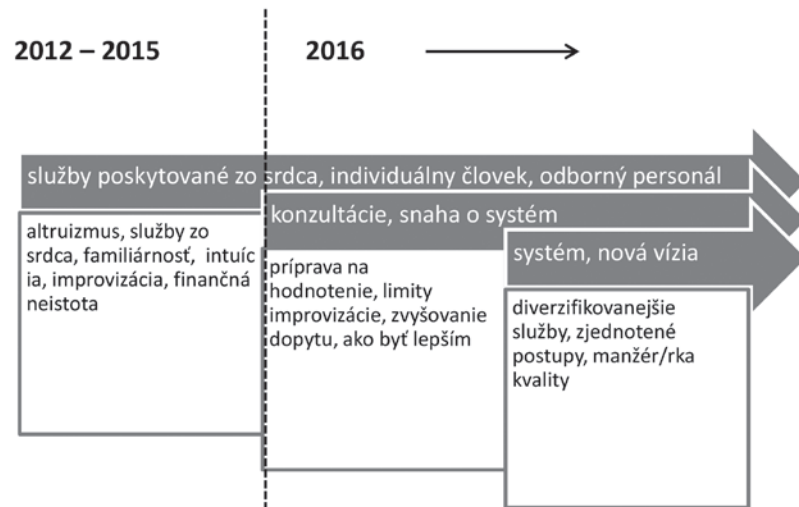 2012 – 2015
2016
služby poskytované zo srdca, individuálny človek, odborný personál
konzultácie, snaha o systém
systém, nová vízia
altruizmus, služby zo
srdca, familiárnosť, intuíc
ia, improvizácia, finančná
neistota
príprava na
hodnotenie, limity
improvizácie, zvyšovanie
dopytu, ako byť lepším
diverzifikovanejšie
služby, zjednotené
postupy, manžér/rka
kvality